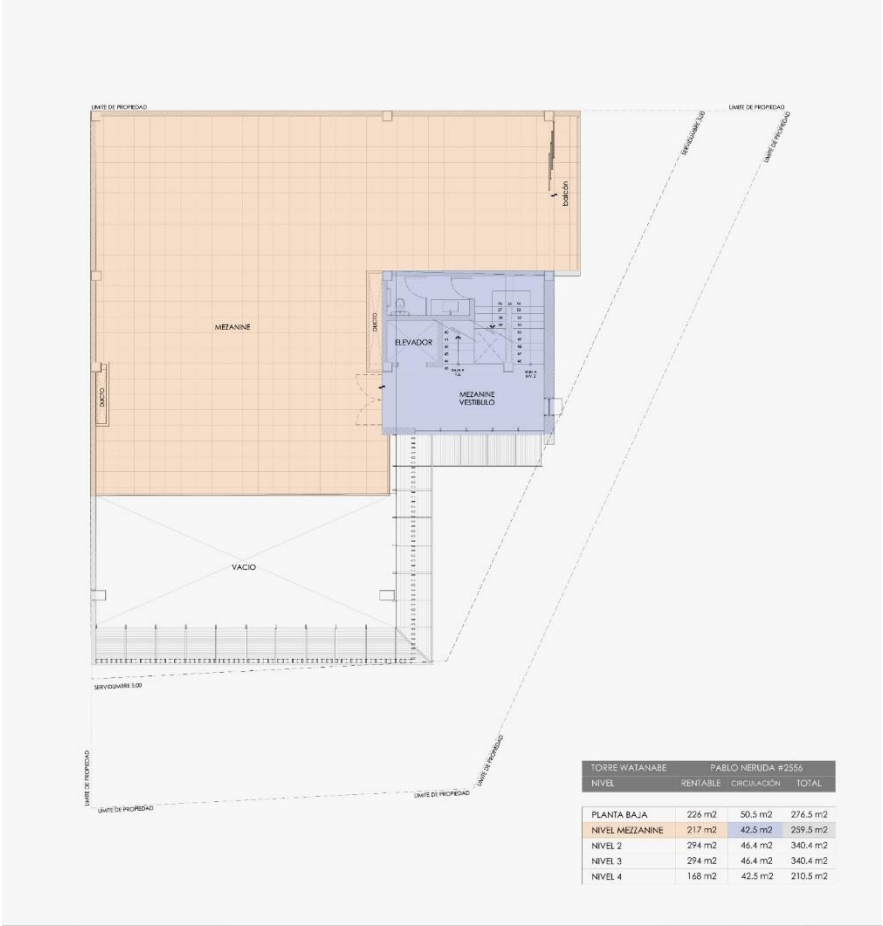 LIMITE DE PROPIEDAD
LIMITE DE PROPIEDAD
SERVIDUMBRE 5.00
LIMITE DE PROPIEDAD
balcón
MEZANINE
DUCTO
ELEVADOR
MEZANINE
VESTIBULO
DUCTO
VACIO
SERVIDUMBRE 5.00
LIMITE DE PROPIEDAD
LIMITE DE PROPIEDAD
LIMITE DE PROPIEDAD
LIMITE DE PROPIEDAD
TORRE WATANABE PABLO NERUDA #2556
NIVEL RENTABLE CIRCULACIÓN TOTAL
PLANTA BAJA 226 m2 50.5 m2 276.5 m2
NIVEL MEZZANINE 217 m2 42.5 m2 259.5 m2
NIVEL 2 294 m2 46.4 m2 340.4 m2
NIVEL 3 294 m2 46.4 m2 340.4 m2
NIVEL 4 168 m2 42.5 m2 210.5 m2